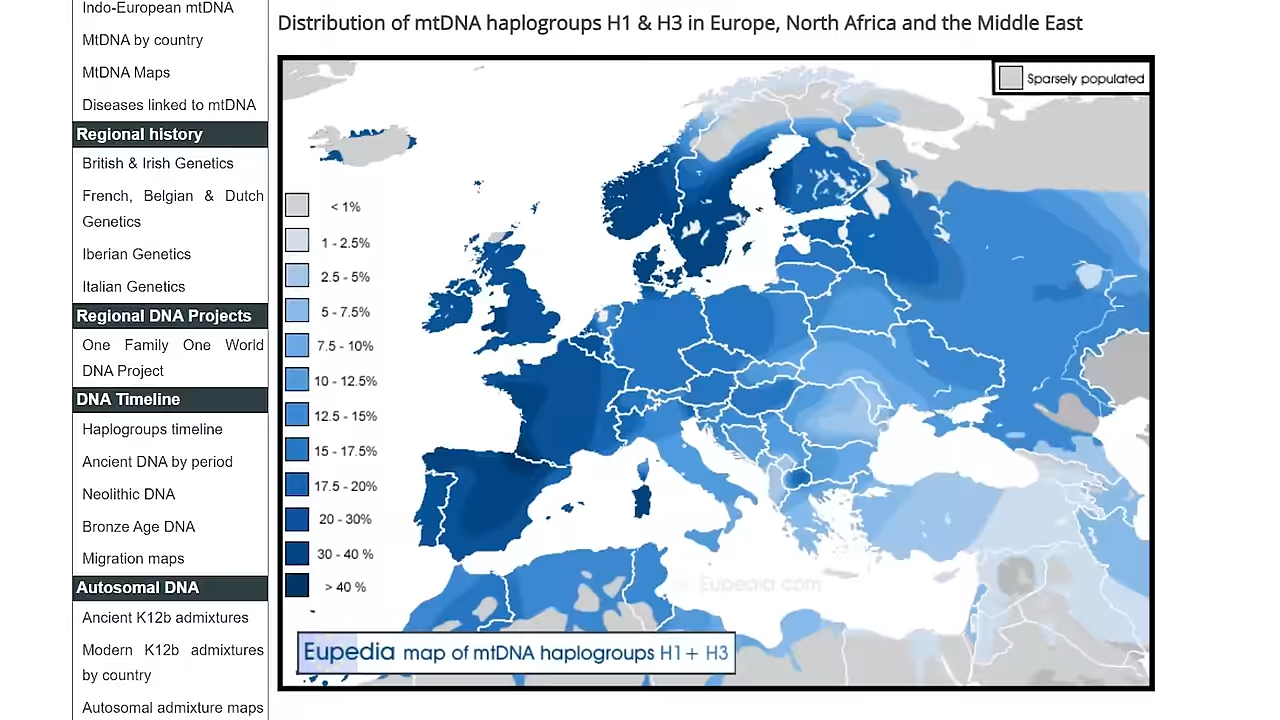 Indo-European mtDNA
MtDNA by country
MtDNA Maps
Diseases linked to mtDNA
Regional history
British & Irish Genetics
French, Belgian & Dutch
Genetics
Iberian Genetics
Italian Genetics
Regional DNA Projects
One Family One World
DNA Project
DNA Timeline
Haplogroups timeline
Ancient DNA by period
Neolithic DNA
Bronze Age DNA
Migration maps
Autosomal DNA
Ancient K12b admixtures
Modern K12b admixtures
by country
Autosomal admixture maps
Distribution of mtDNA haplogroups H1 & H3 in Europe, North Africa and the Middle East
Sparsely populated
< 1%
1 - 2.5%
2.5 - 5%
5 - 7.5%
7.5 - 10%
10 - 12.5%
12.5 - 15%
15 - 17.5%
17.5 - 20%
20 - 30%
30 - 40 %
> 40 %
Eupedia.com
Eupedia map of mtDNA haplogroups H1+ H3